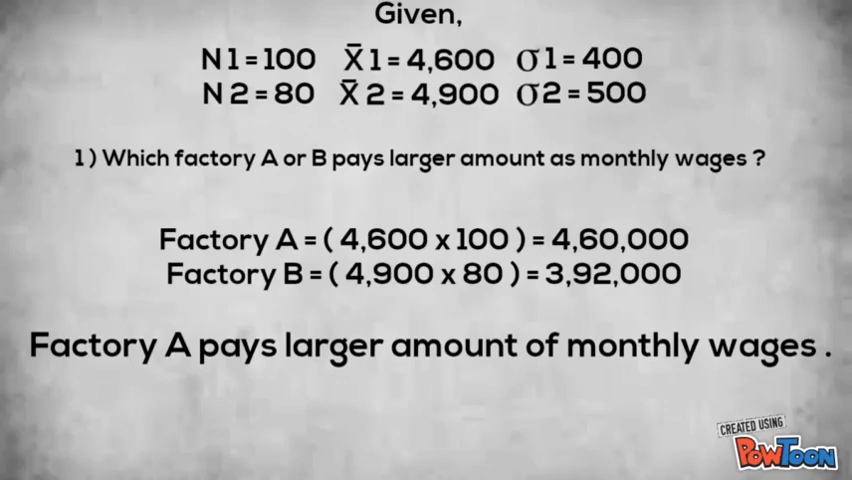 Given,
N1=100 X̄1=4,600 σ1=400
N2=80 X̄2=4,900 σ2=500
1) Which factory A or B pays larger amount as monthly wages ?
Factory A = ( 4,600 x 100 ) = 4,60,000
Factory B = ( 4,900 x 80 ) = 3,92,000
Factory A pays larger amount of monthly wages .
CREATED USING
POWTOON